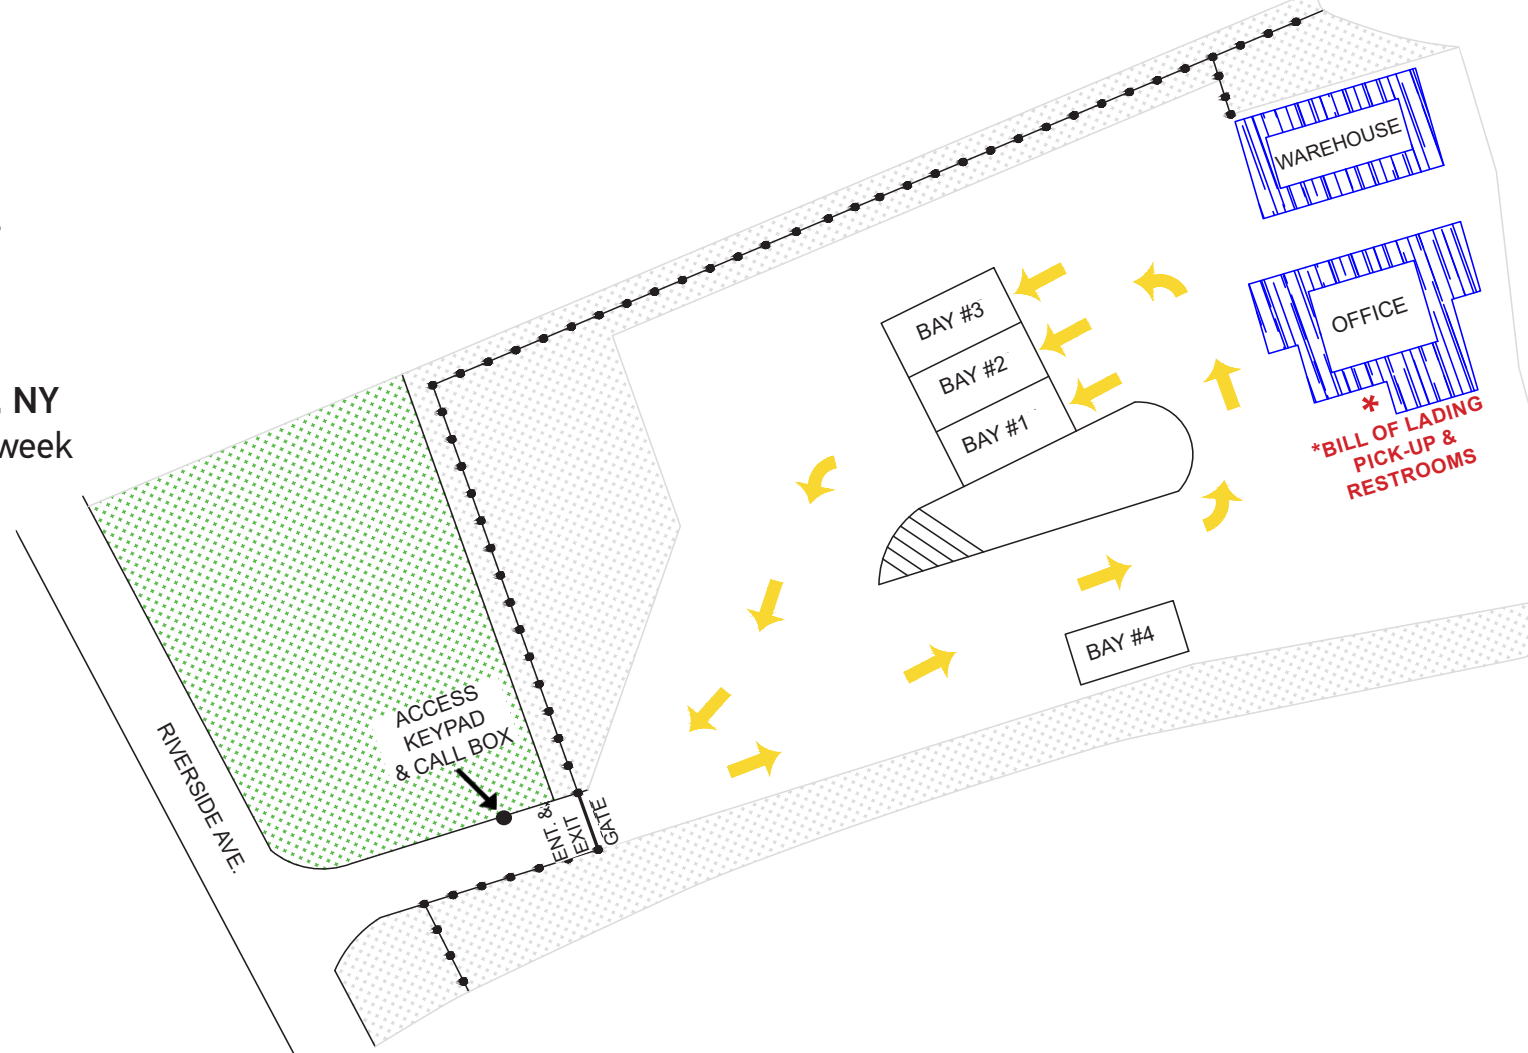 NY
week
WAREHOUSE
OFFICE
*
*BILL OF LADING
PICK-UP &
RESTROOMS
BAY #3
BAY #2
BAY #1
BAY #4
ACCESS
KEYPAD
& CALL BOX
ENT. &
EXIT
GATE
RIVERSIDE AVE.